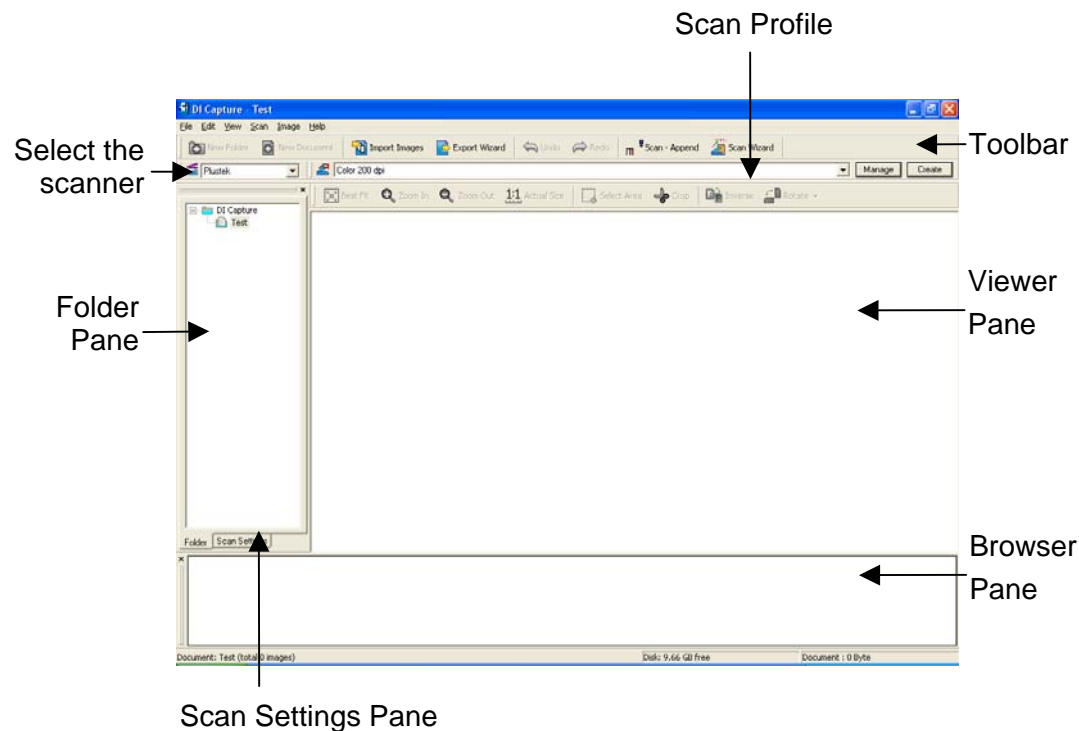 Scan Profile
DI Capture - Test
File Edit View Scan Image Help
New Folder New Document Import Images Export Wizard Undo Redo Scan - Append Scan Wizard
Toolbar
Select the
scanner
Plustek Color 200 dpi Manage Create
Best Fit Zoom In Zoom Out 1:1 Actual Size Select Area Crop Inverse Rotate
DI Capture
Test
Folder
Pane
Viewer
Pane
Folder Scan Settings
Browser
Pane
Document: Test (total 0 images) Disk: 9.66 GB free Document : 0 Byte
Scan Settings Pane